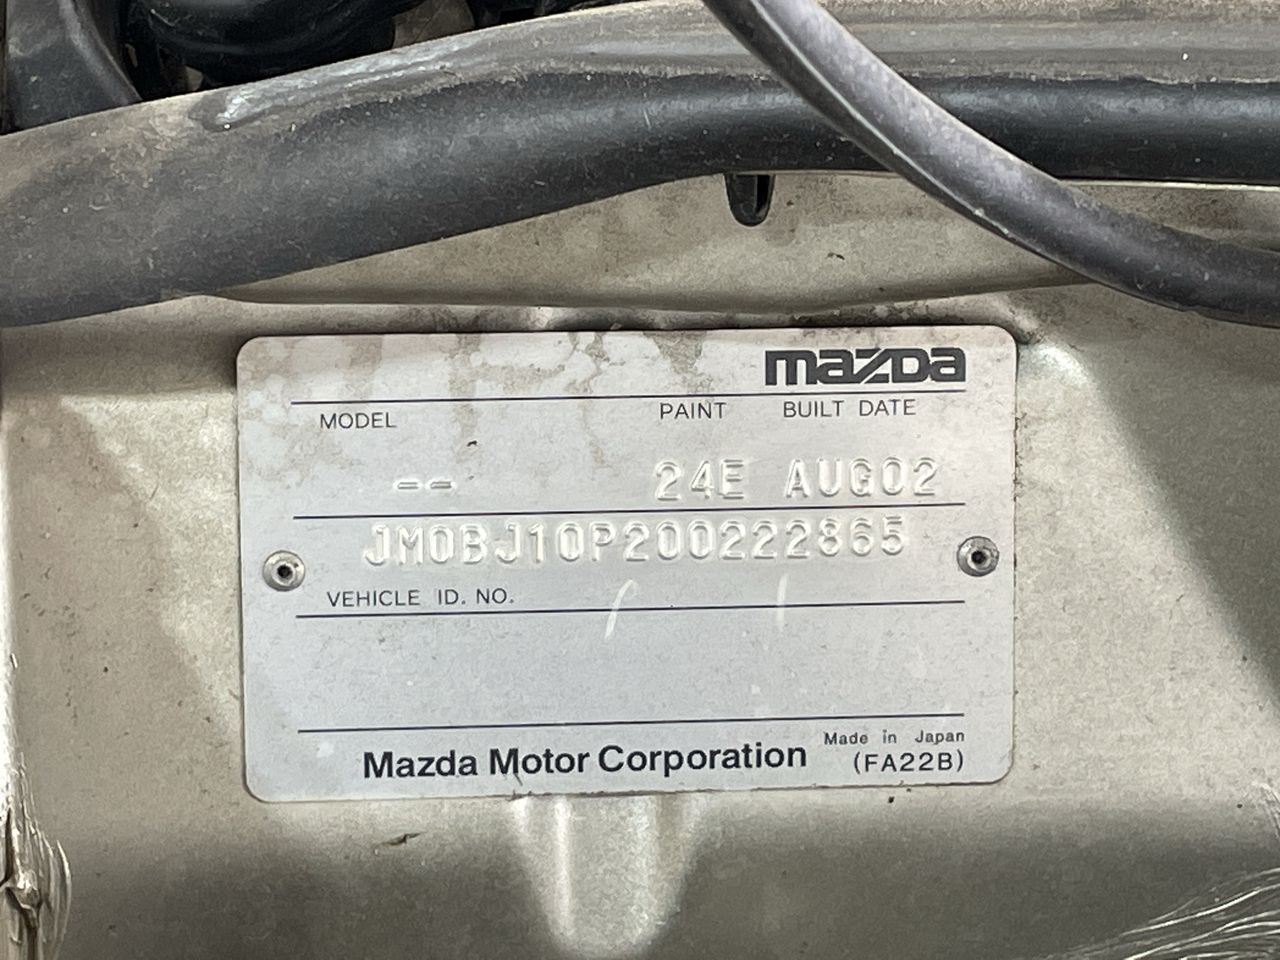 mazda
MODEL PAINT BUILT DATE
-- 24E AUG02
JM0BJ10P200222865
VEHICLE ID. NO.
Mazda Motor Corporation
Made in Japan
(FA22B)